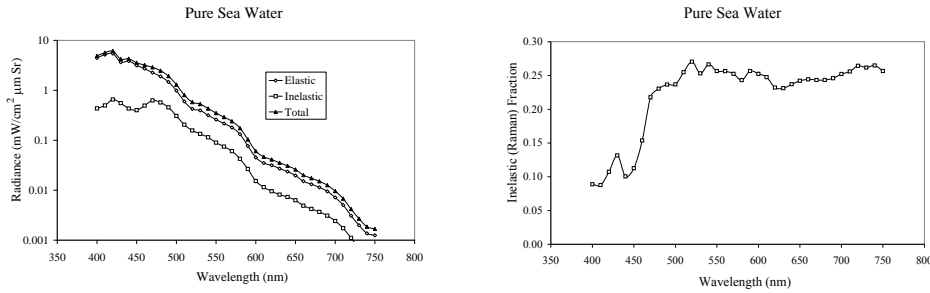 Pure Sea Water
10
1
0.1
0.01
0.001
Radiance (mW/cm² µm Sr)
Elastic
Inelastic
Total
350 400 450 500 550 600 650 700 750 800
Wavelength (nm)
Pure Sea Water
0.30
0.25
0.20
0.15
0.10
0.05
0.00
Inelastic (Raman) Fraction
350 400 450 500 550 600 650 700 750 800
Wavelength (nm)